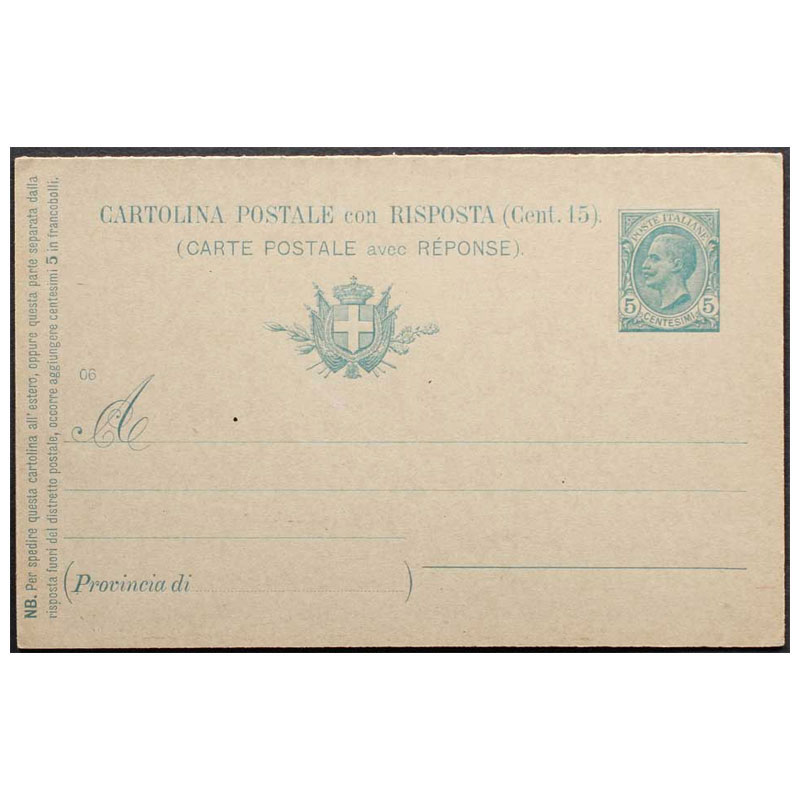 CARTOLINA POSTALE con RISPOSTA (Cent. 15).
(CARTE POSTALE avec RÉPONSE).
POSTE ITALIANE
5 5
CENTESIMI
06
A
(Provincia di )
NB. Per spedire questa cartolina all'estero, oppure questa parte separata dalla
risposta fuori del distretto postale, occorre aggiungere centesimi 5 in francobolli.